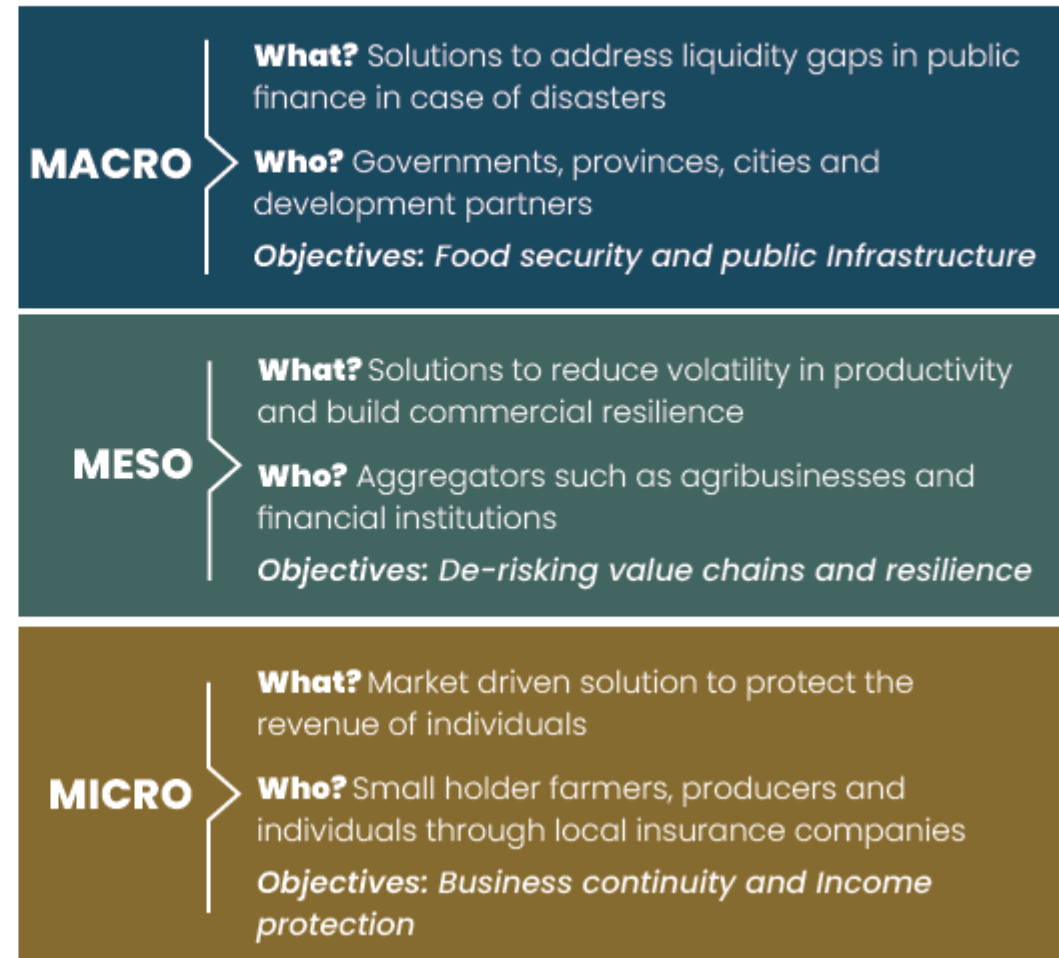 What? Solutions to address liquidity gaps in public
finance in case of disasters
MACRO
Who? Governments, provinces, cities and
development partners
Objectives: Food security and public Infrastructure
What? Solutions to reduce volatility in productivity
and build commercial resilience
MESO
Who? Aggregators such as agribusinesses and
financial institutions
Objectives: De-risking value chains and resilience
What? Market driven solution to protect the
revenue of individuals
MICRO
Who? Small holder farmers, producers and
individuals through local insurance companies
Objectives: Business continuity and Income
protection